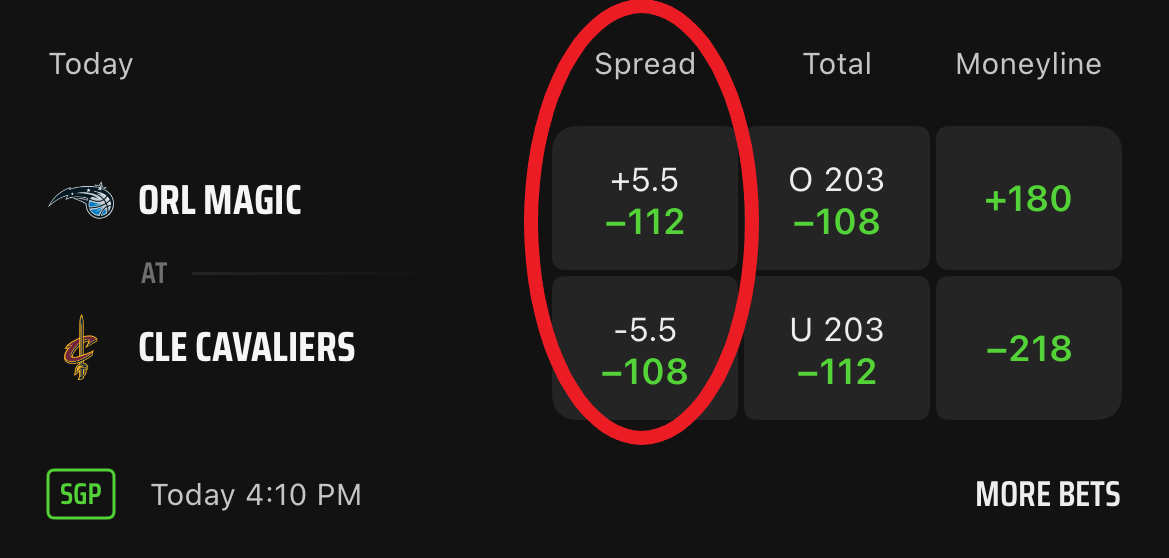 Today Spread Total Moneyline
+5.5 O 203
ORL MAGIC +180
−112 −108
AT
-5.5 U 203
CLE CAVALIERS −218
−108 −112
SGP Today 4:10 PM MORE BETS